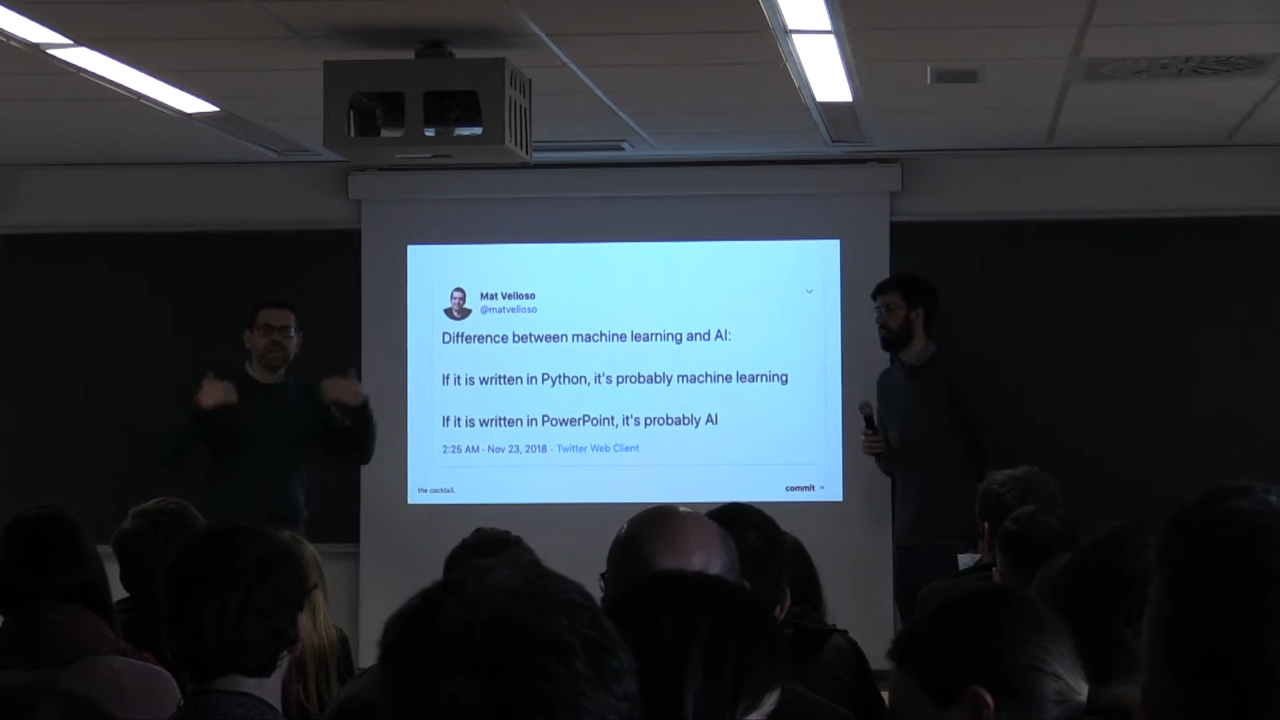 Mat Velloso
@matvelloso
Difference between machine learning and AI:
If it is written in Python, it's probably machine learning
If it is written in PowerPoint, it's probably AI
2:25 AM - Nov 23, 2018 - Twitter Web Client
the cocktail.
commit